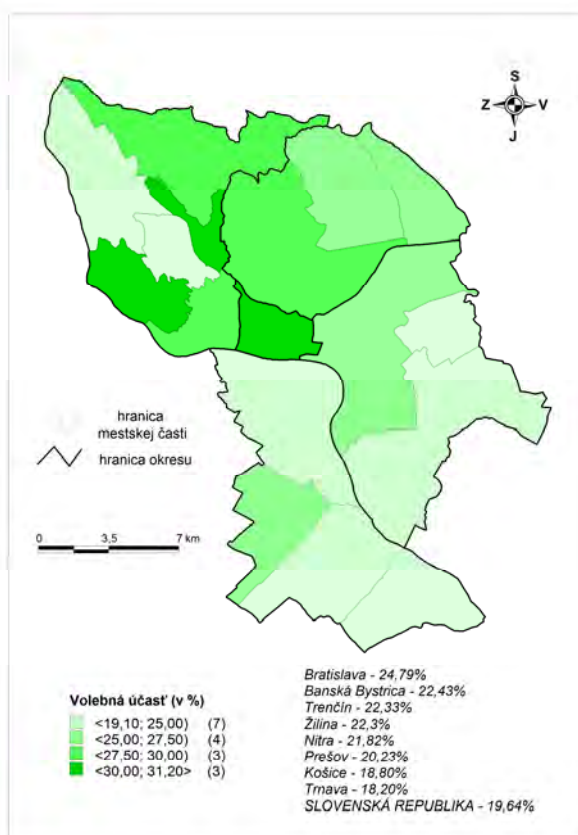 S
Z V
J
hranica
mestskej časti
hranica okresu
0 3,5 7 km
Volebná účasť (v %)
<19,10; 25,00) (7)
<25,00; 27,50) (4)
<27,50; 30,00) (3)
<30,00; 31,20> (3)
Bratislava - 24,79%
Banská Bystrica - 22,43%
Trenčín - 22,33%
Žilina - 22,3%
Nitra - 21,82%
Prešov - 20,23%
Košice - 18,80%
Trnava - 18,20%
SLOVENSKÁ REPUBLIKA - 19,64%